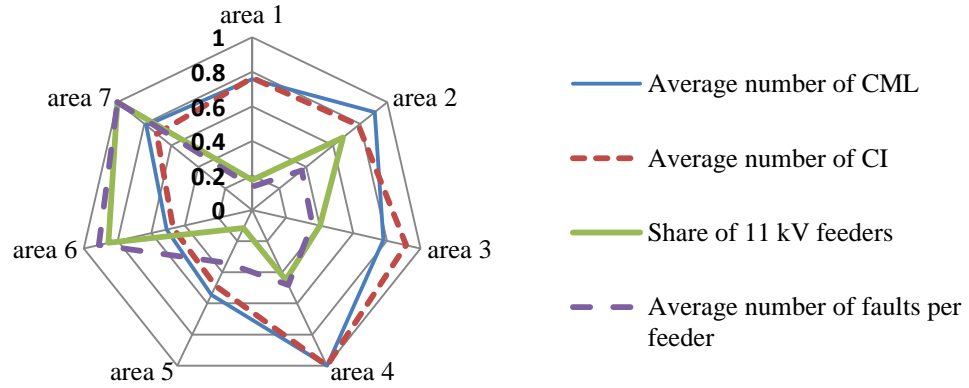 area 1
1
0.8
0.6
0.4
0.2
0
area 2
area 3
area 4
area 5
area 6
area 7
Average number of CML
Average number of CI
Share of 11 kV feeders
Average number of faults per
feeder